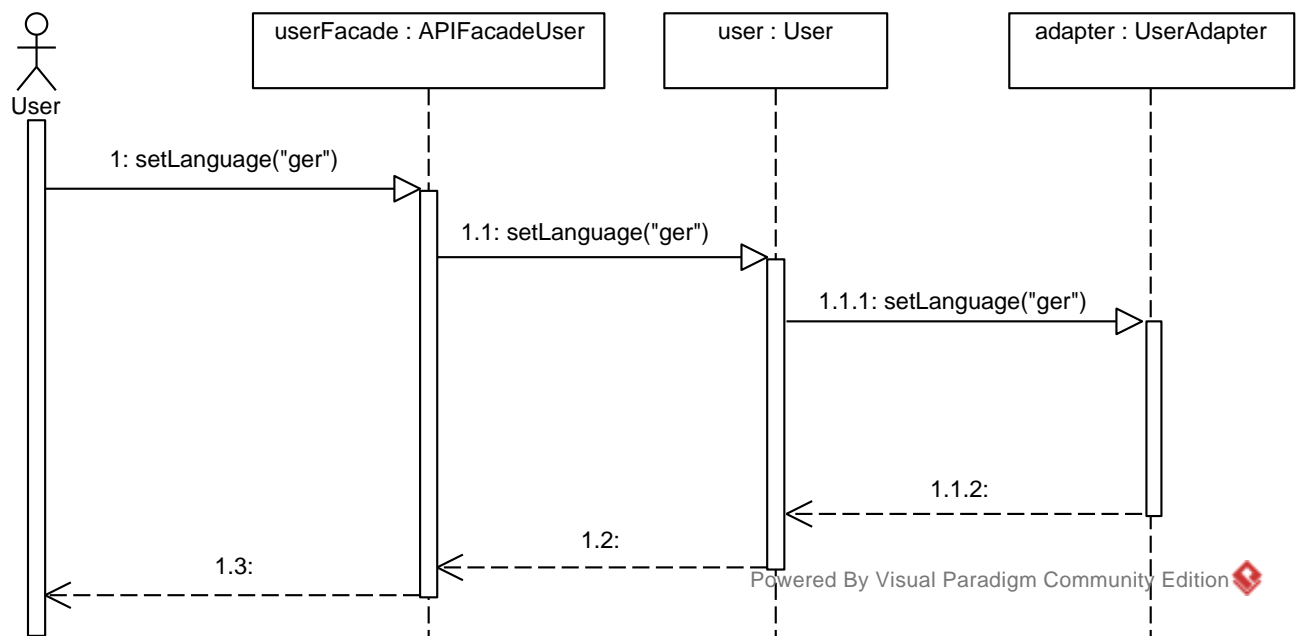 userFacade : APIFacadeUser
user : User
adapter : UserAdapter
User
1: setLanguage("ger")
1.1: setLanguage("ger")
1.1.1: setLanguage("ger")
1.1.2:
1.2:
1.3:
Powered By Visual Paradigm Community Edition